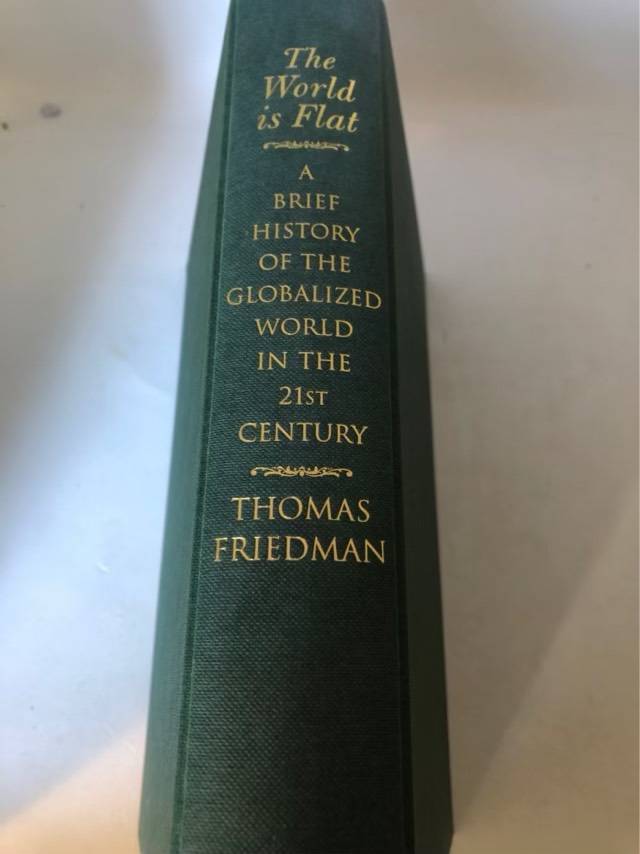 The
World
is Flat
A
BRIEF
HISTORY
OF THE
GLOBALIZED
WORLD
IN THE
21ST
CENTURY
THOMAS
FRIEDMAN